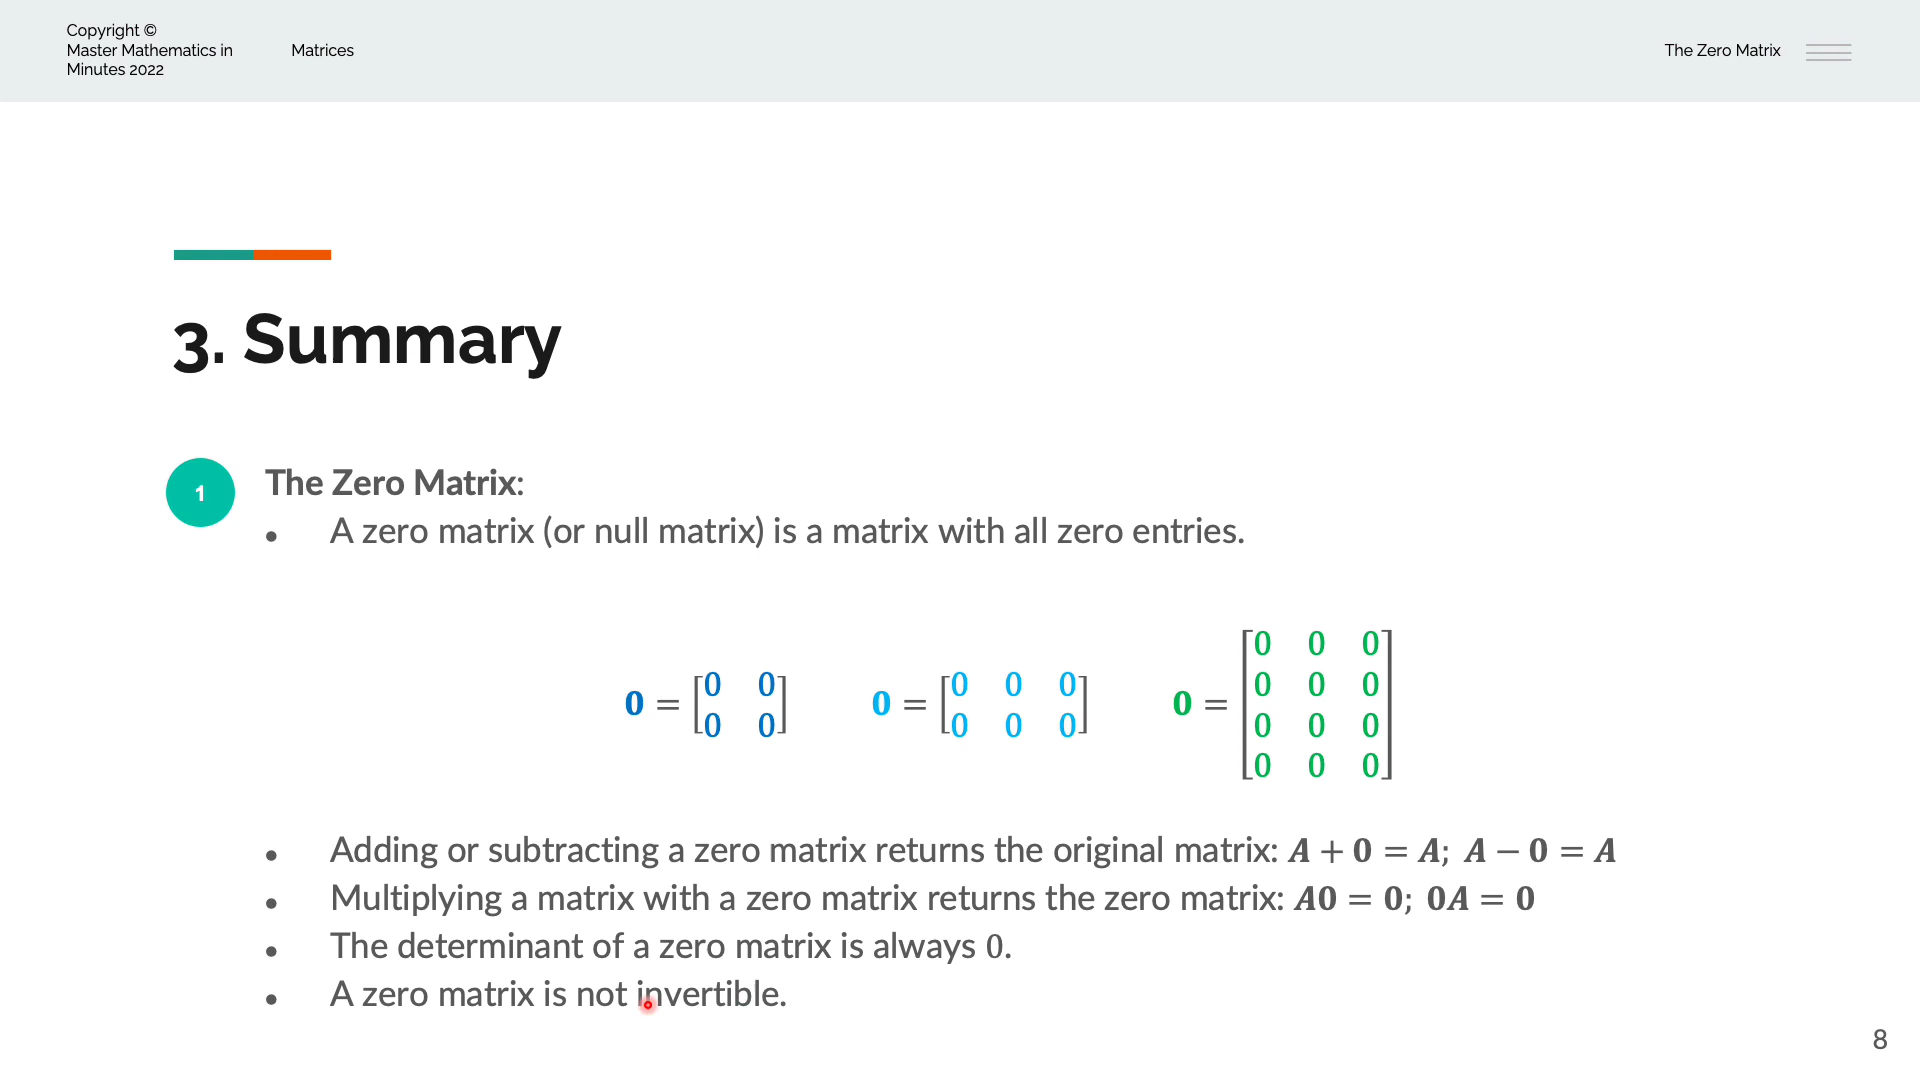 Copyright ©
Master Mathematics in
Minutes 2022
Matrices
The Zero Matrix
3. Summary
1
The Zero Matrix:
• A zero matrix (or null matrix) is a matrix with all zero entries.
0 = [0 0
0 0]
0 = [0 0 0
0 0 0]
0 = [0 0 0
0 0 0
0 0 0
0 0 0]
• Adding or subtracting a zero matrix returns the original matrix: A + 0 = A; A − 0 = A
• Multiplying a matrix with a zero matrix returns the zero matrix: A0 = 0; 0A = 0
• The determinant of a zero matrix is always 0.
• A zero matrix is not invertible.
8